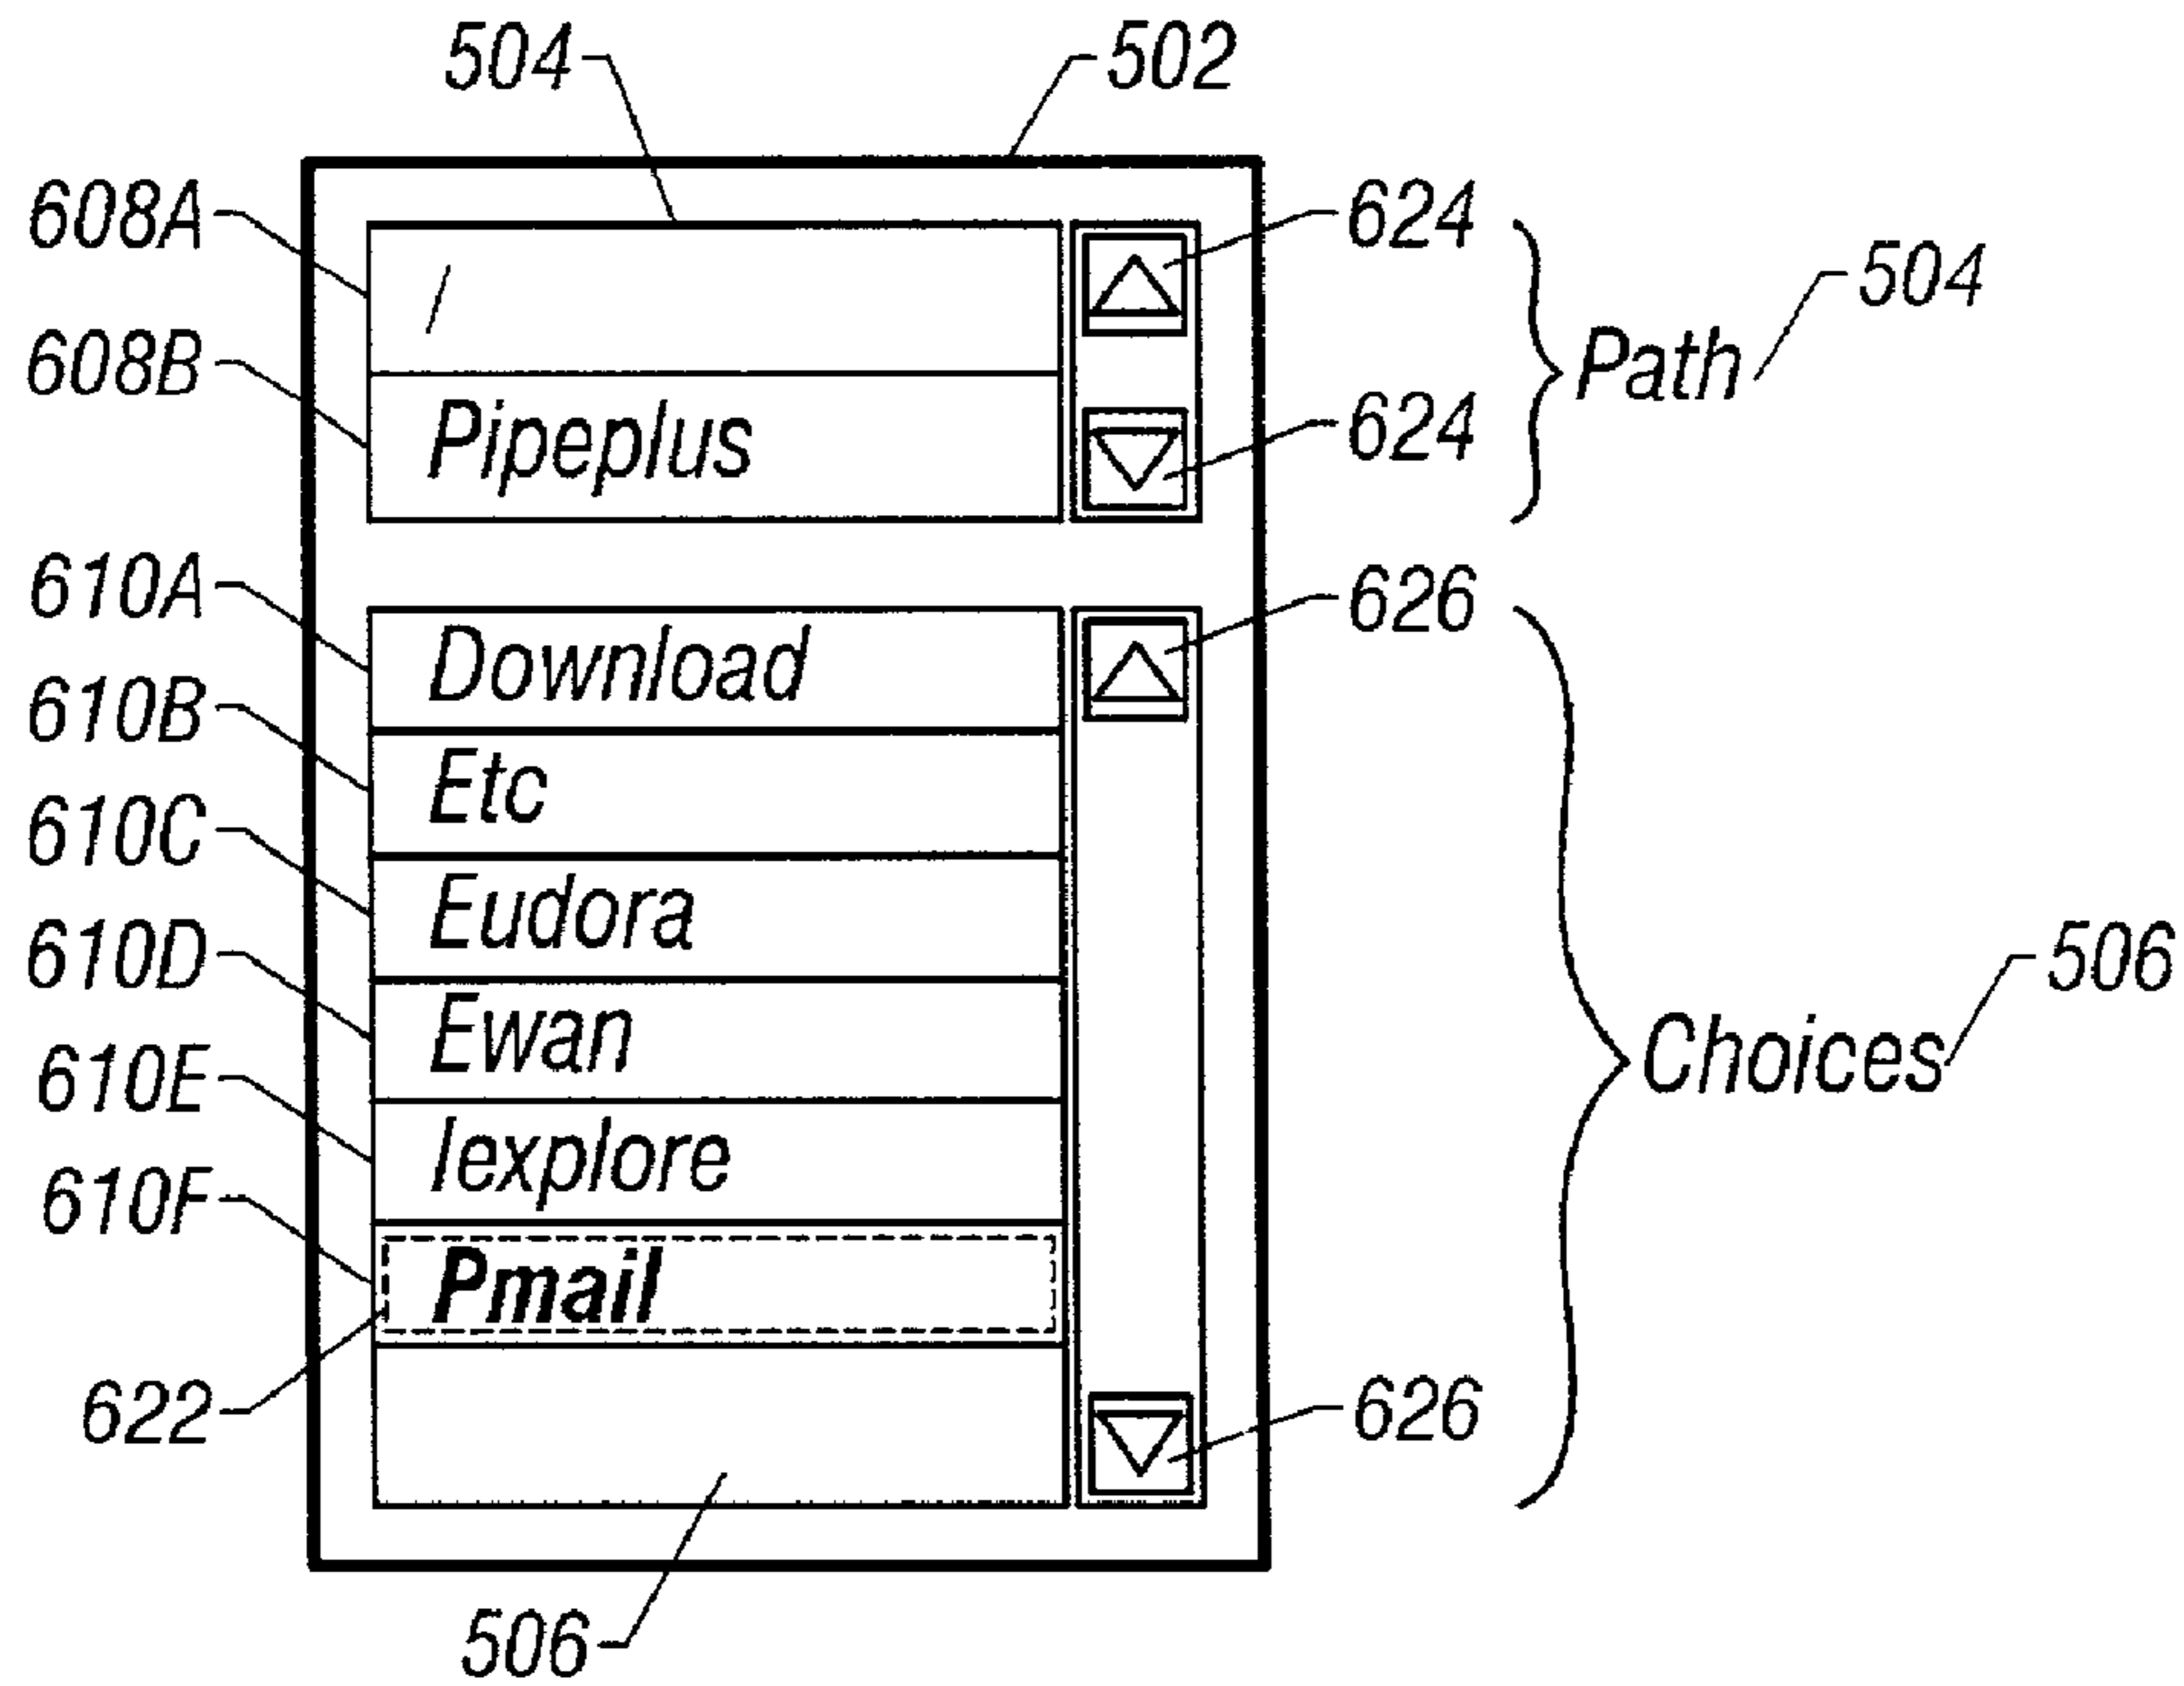 504 502
608A / 624
504
608B Pipeplus 624
Path
610A Download 626
610B Etc
610C Eudora
610D Ewan 506
610E Iexplore Choices
610F Pmail
622 626
506